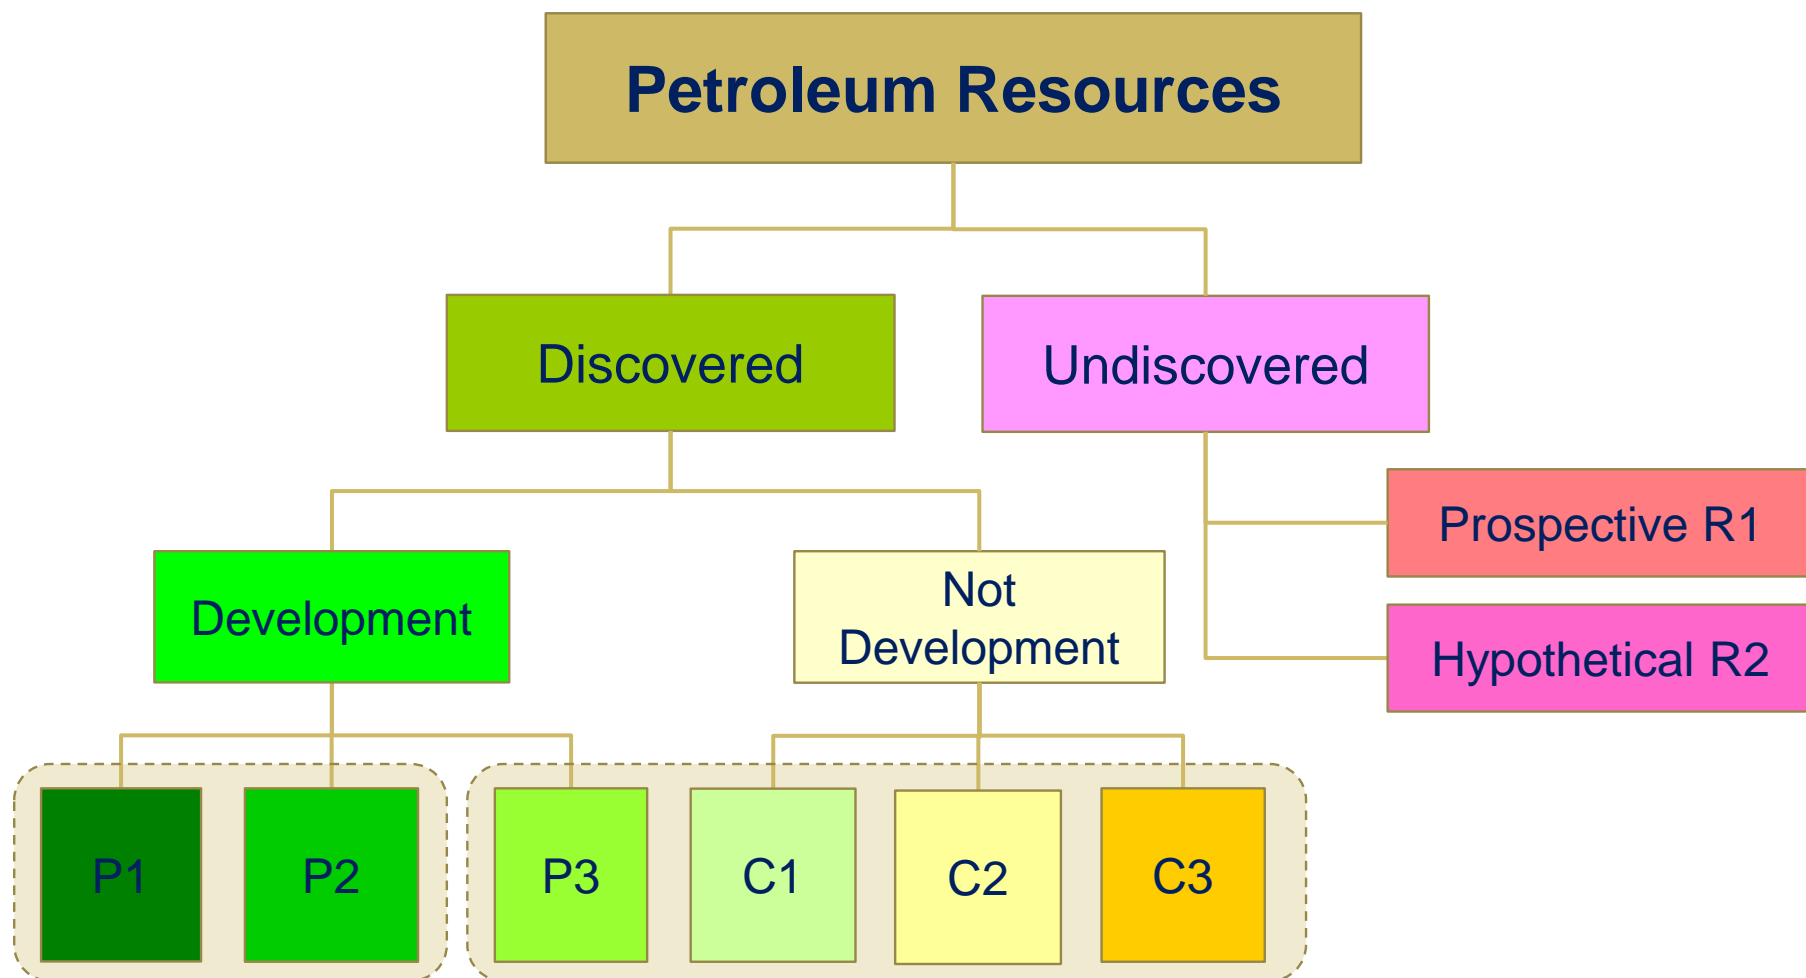 Petroleum Resources
Discovered
Undiscovered
Prospective R1
Hypothetical R2
Development
Not
Development
P1
P2
P3
C1
C2
C3